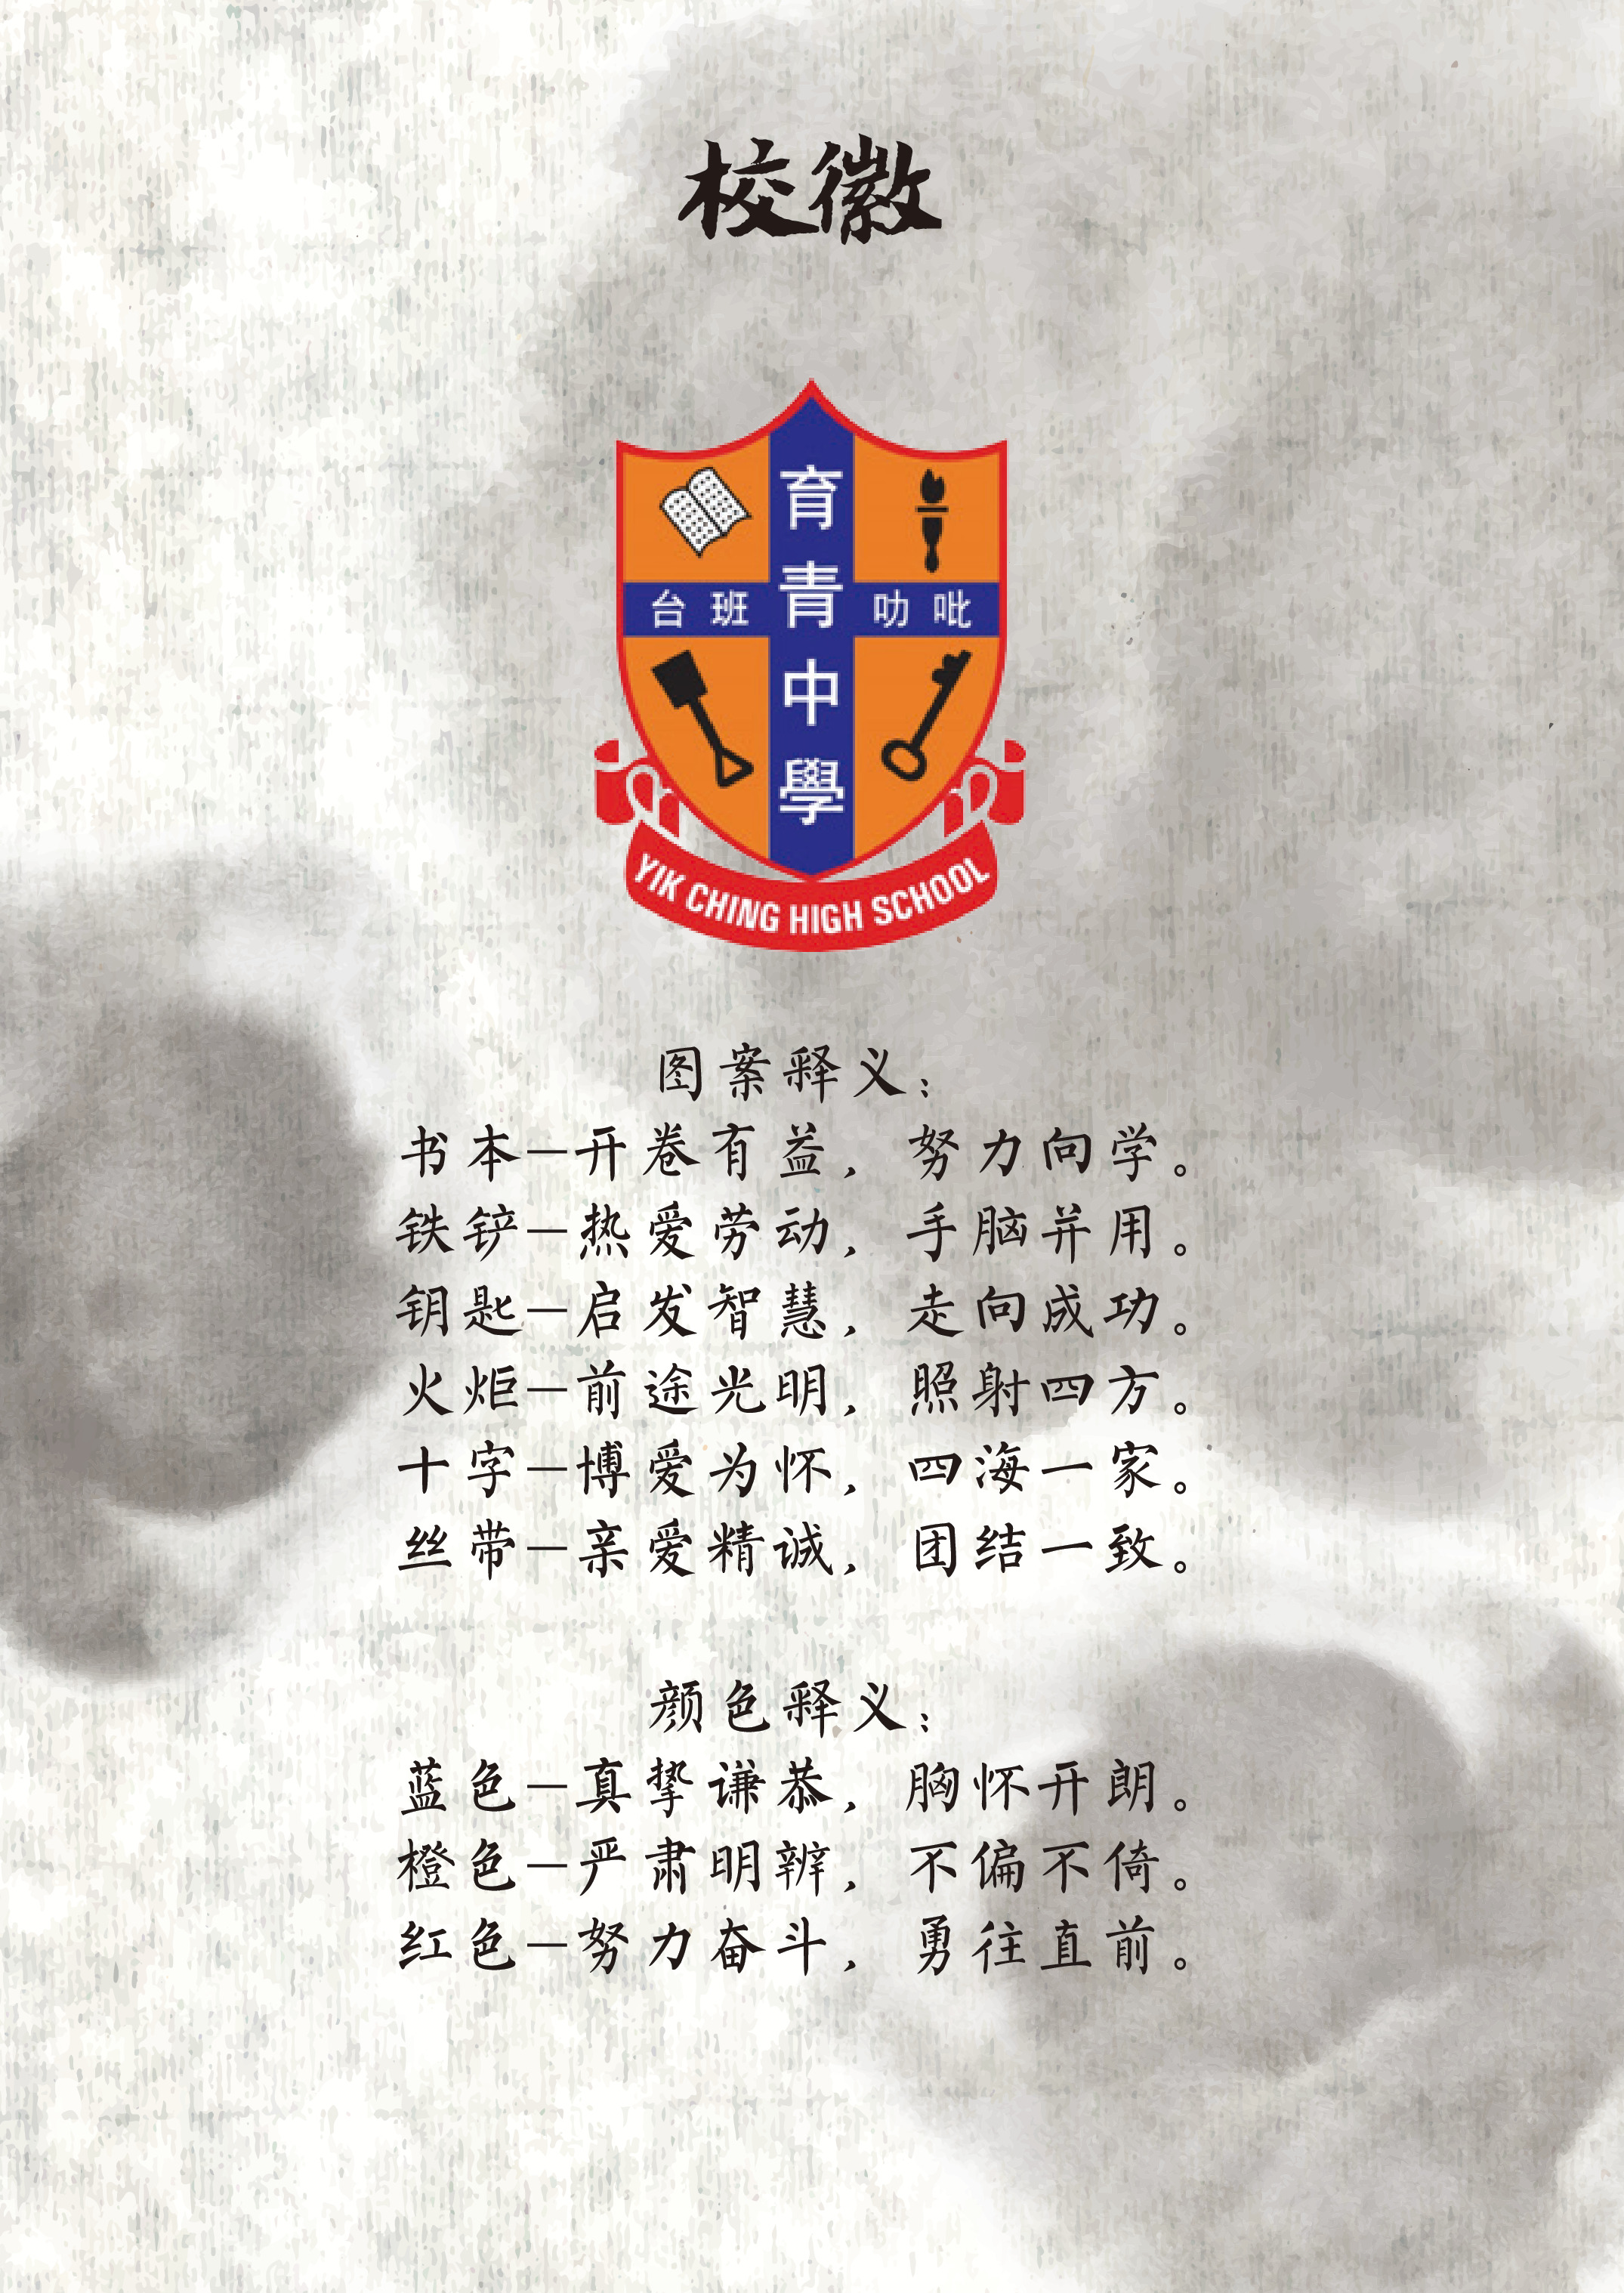 校徽
育青中學
台班 叻吡
YIK CHING HIGH SCHOOL
图案释义：
书本—开卷有益，努力向学。
铁铲—热爱劳动，手脑并用。
钥匙—启发智慧，走向成功。
火炬—前途光明，照射四方。
十字—博爱为怀，四海一家。
丝带—亲爱精诚，团结一致。
颜色释义：
蓝色—真挚谦恭，胸怀开朗。
橙色—严肃明辨，不偏不倚。
红色—努力奋斗，勇往直前。